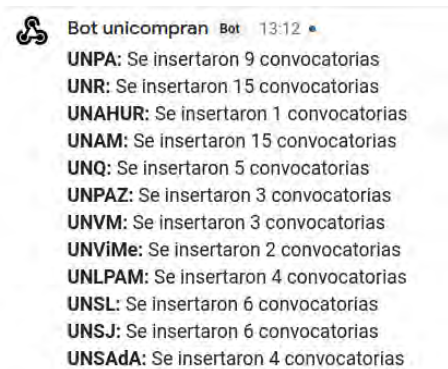 Bot unicompran Bot 13:12
UNPA: Se insertaron 9 convocatorias
UNR: Se insertaron 15 convocatorias
UNAHUR: Se insertaron 1 convocatorias
UNAM: Se insertaron 15 convocatorias
UNQ: Se insertaron 5 convocatorias
UNPAZ: Se insertaron 3 convocatorias
UNVM: Se insertaron 3 convocatorias
UNViMe: Se insertaron 2 convocatorias
UNLPAM: Se insertaron 4 convocatorias
UNSL: Se insertaron 6 convocatorias
UNSJ: Se insertaron 6 convocatorias
UNSAdA: Se insertaron 4 convocatorias